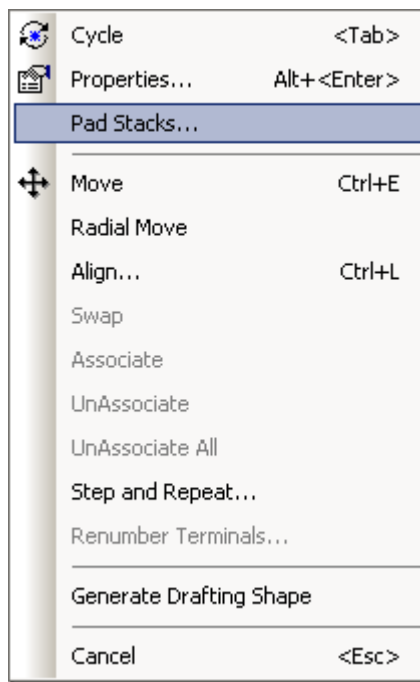 Cycle <Tab>
Properties... Alt+<Enter>
Pad Stacks...
Move Ctrl+E
Radial Move
Align... Ctrl+L
Swap
Associate
UnAssociate
UnAssociate All
Step and Repeat...
Renumber Terminals...
Generate Drafting Shape
Cancel <Esc>